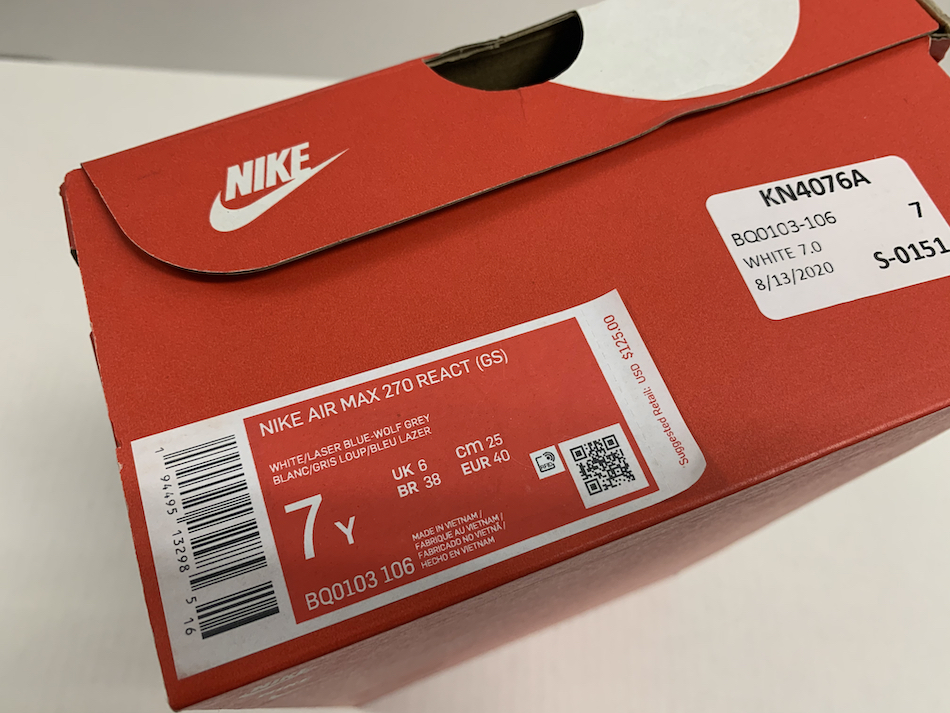 NIKE
KN4076A
BQ0103-106 7
WHITE 7.0
8/13/2020 S-0151
NIKE AIR MAX 270 REACT (GS)
WHITE/LASER BLUE-WOLF GREY
BLANC/GRIS LOUP/BLEU LAZER
7Y
UK 6 cm 25
BR 38 EUR 40
RFID
MADE IN VIETNAM /
FABRIQUE AU VIETNAM /
FABRICADO NO VIETNÃ /
HECHO EN VIETNAM
BQ0103 106
Suggested Retail: USD $125.00
1 94495 13298 5 16
NIKE